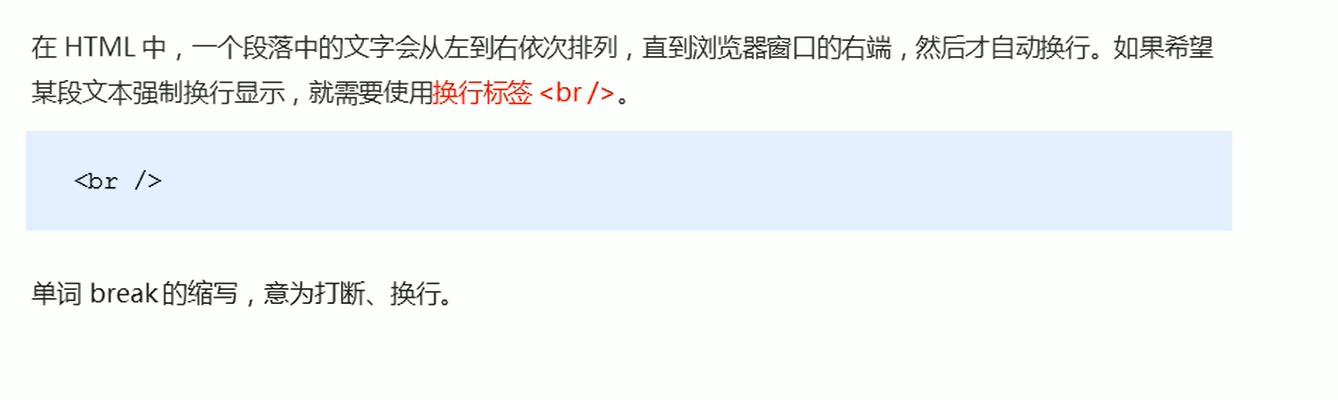 在 HTML 中，一个段落中的文字会从左到右依次排列，直到浏览器窗口的右端，然后才自动换行。如果希望
某段文本强制换行显示，就需要使用换行标签 <br />。
<br />
单词 break 的缩写，意为打断、换行。